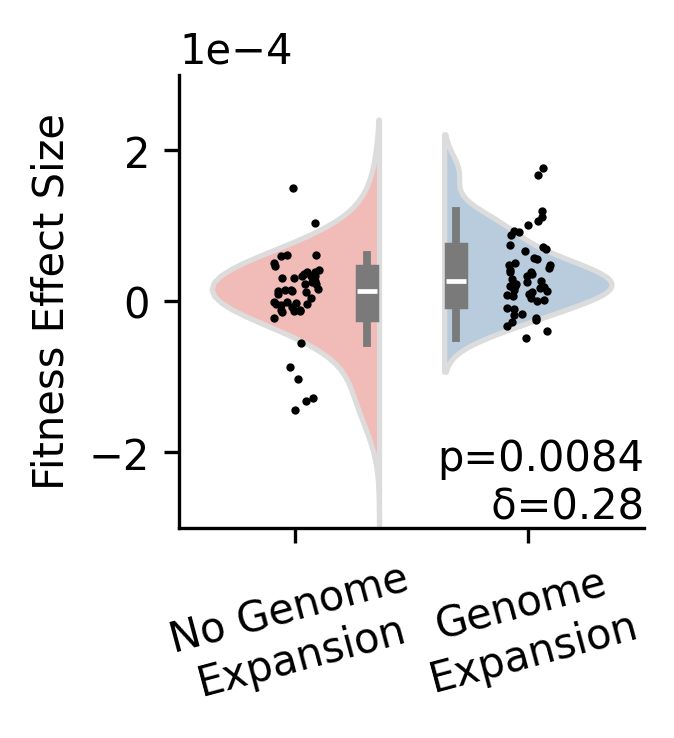 1e−4
Fitness Effect Size
2
0
−2
p=0.0084
δ=0.28
No Genome
Expansion
Genome
Expansion